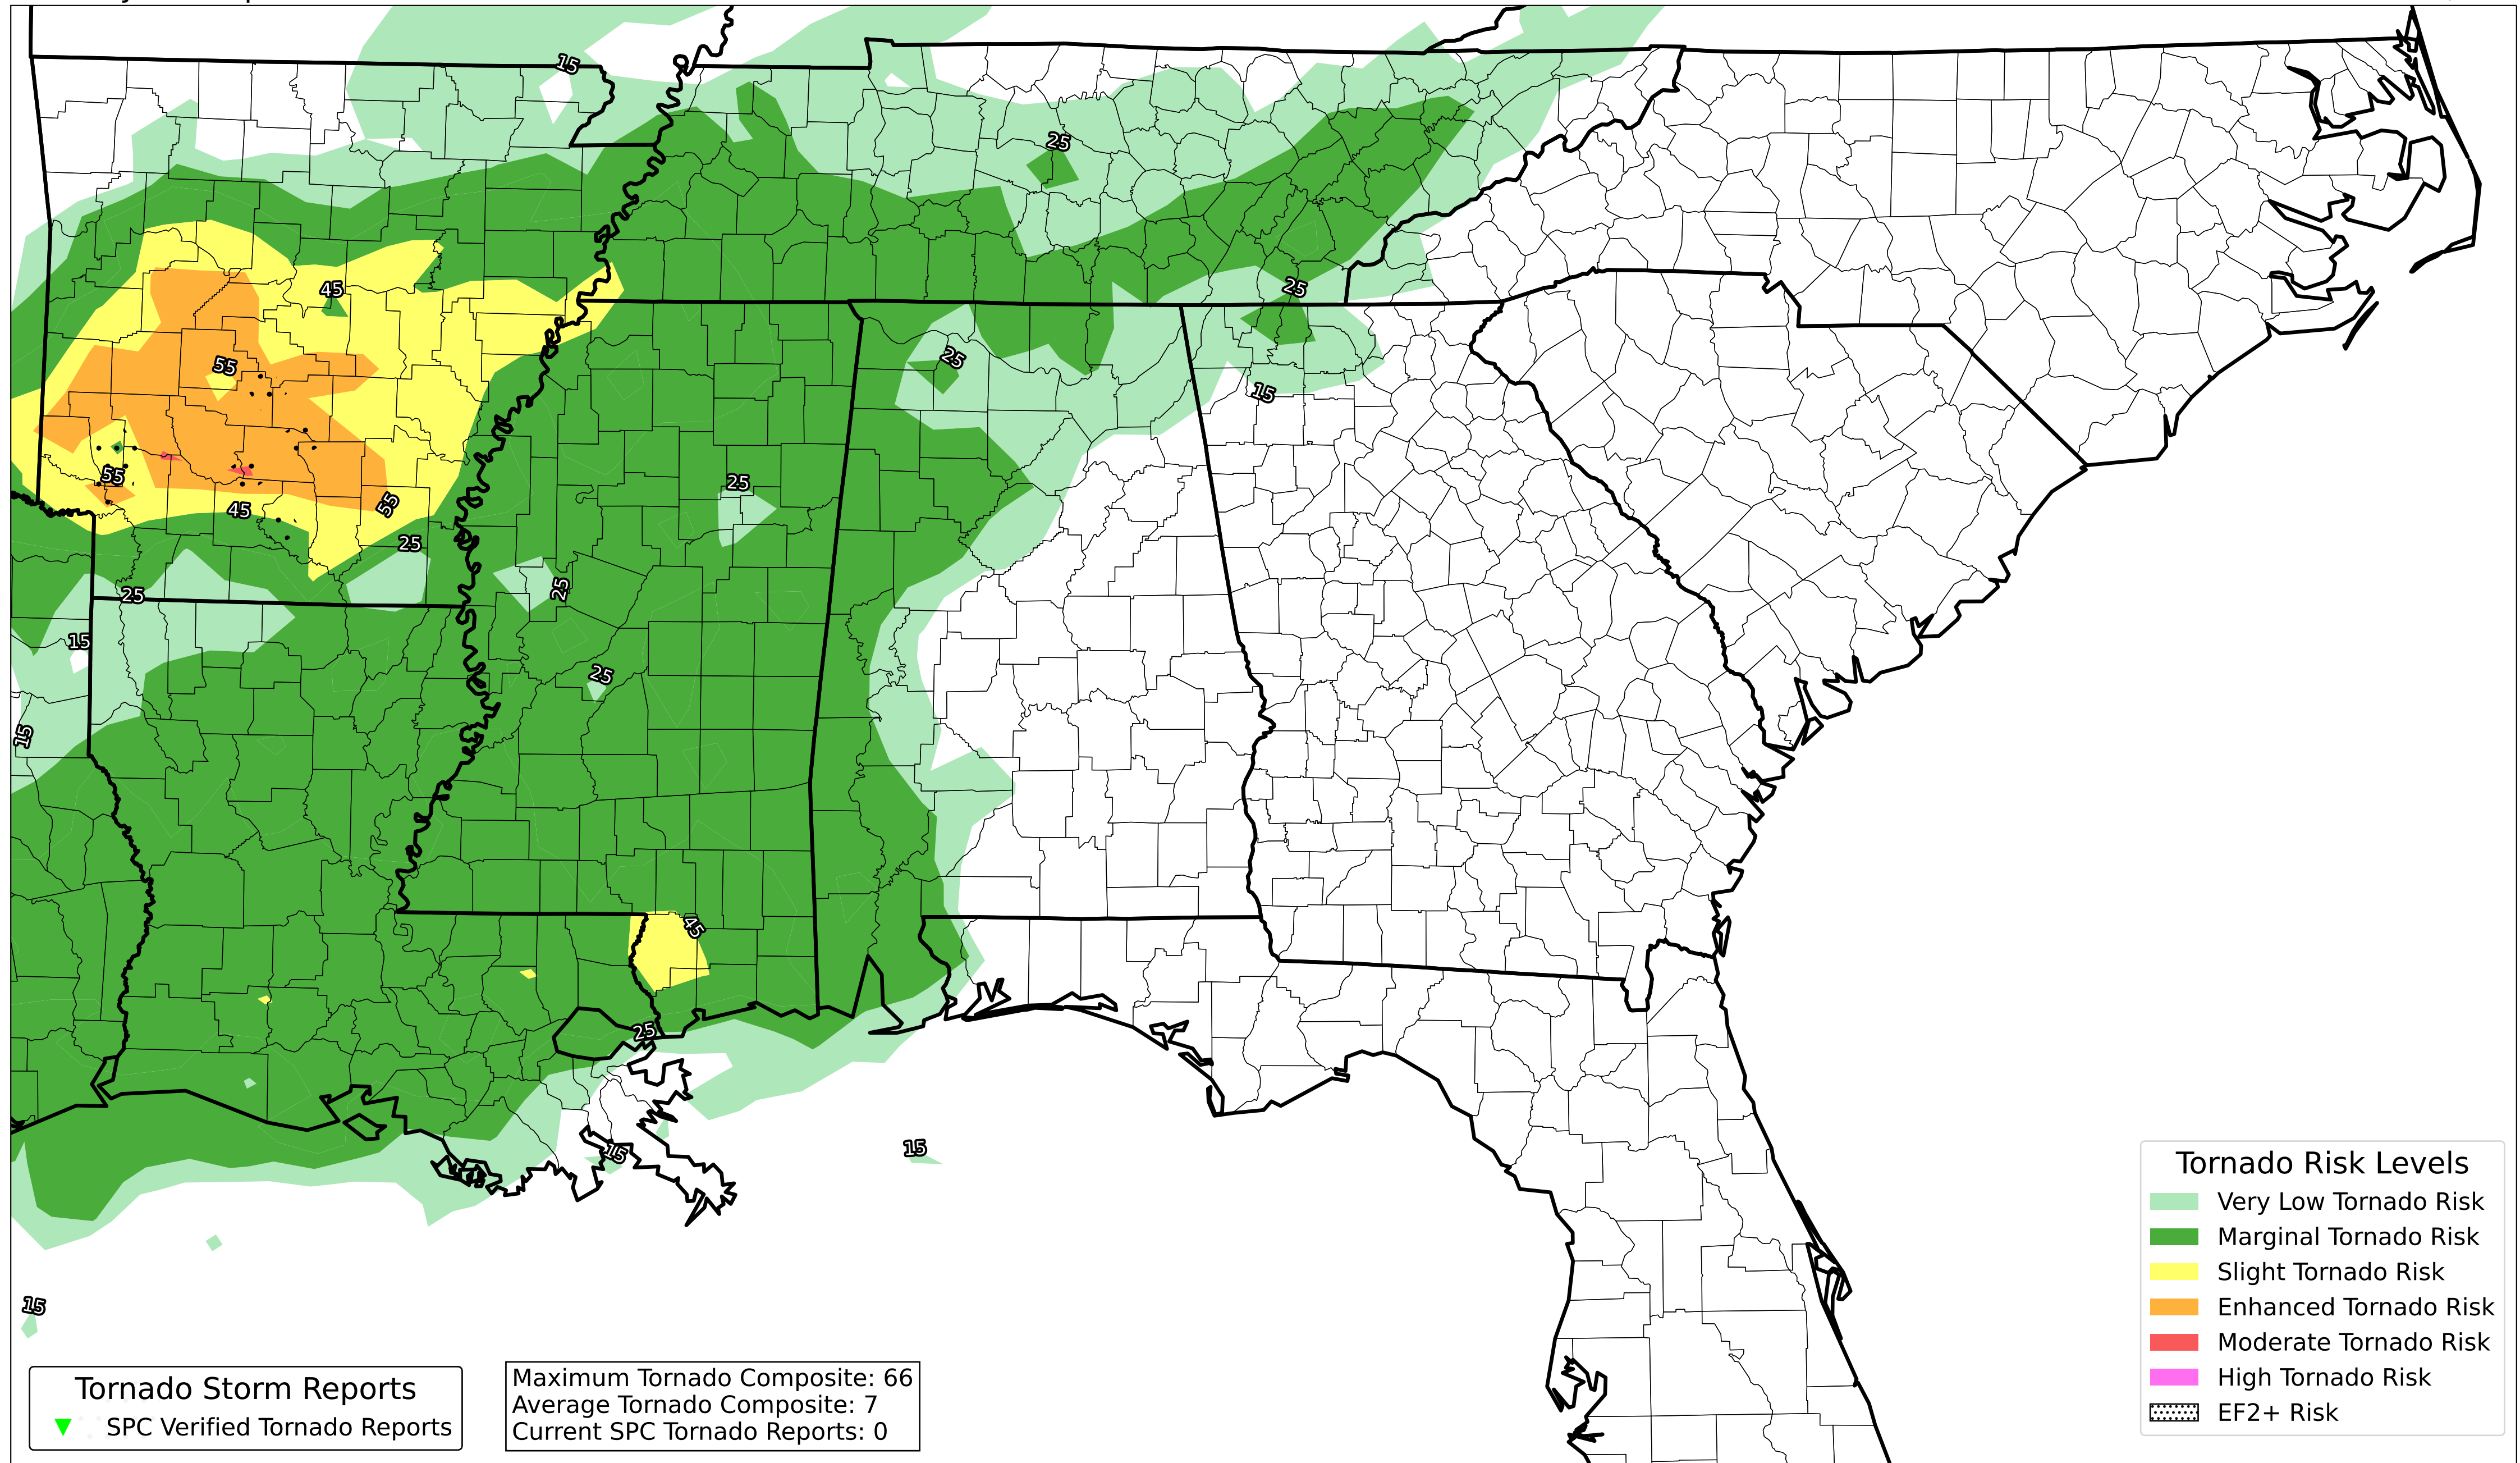 15
25
45
25
55
25
15
55
25
45
55
25
25
25
15
25
15
45
25
15
15
15
Tornado Risk Levels
Very Low Tornado Risk
Marginal Tornado Risk
Slight Tornado Risk
Enhanced Tornado Risk
Moderate Tornado Risk
High Tornado Risk
EF2+ Risk
Tornado Storm Reports
SPC Verified Tornado Reports
Maximum Tornado Composite: 66
Average Tornado Composite: 7
Current SPC Tornado Reports: 0